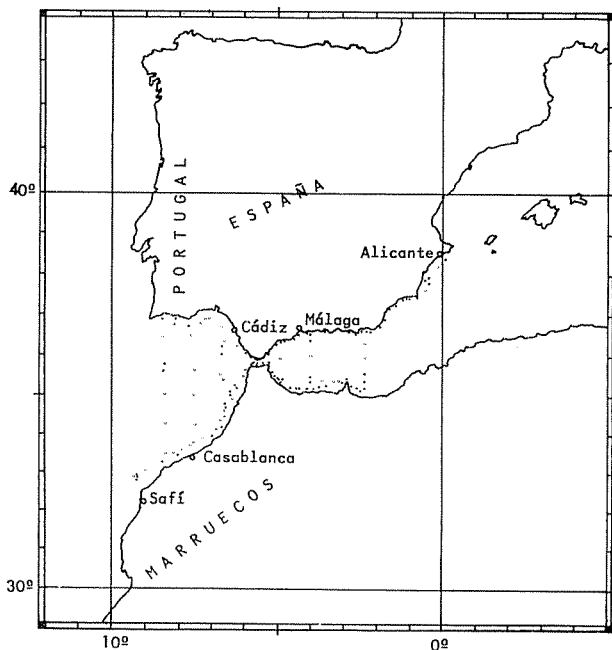 40º
PORTUGAL
ESPAÑA
Alicante
Cádiz
Málaga
Casablanca
Safí
MARRUECOS
30º
10º
0º